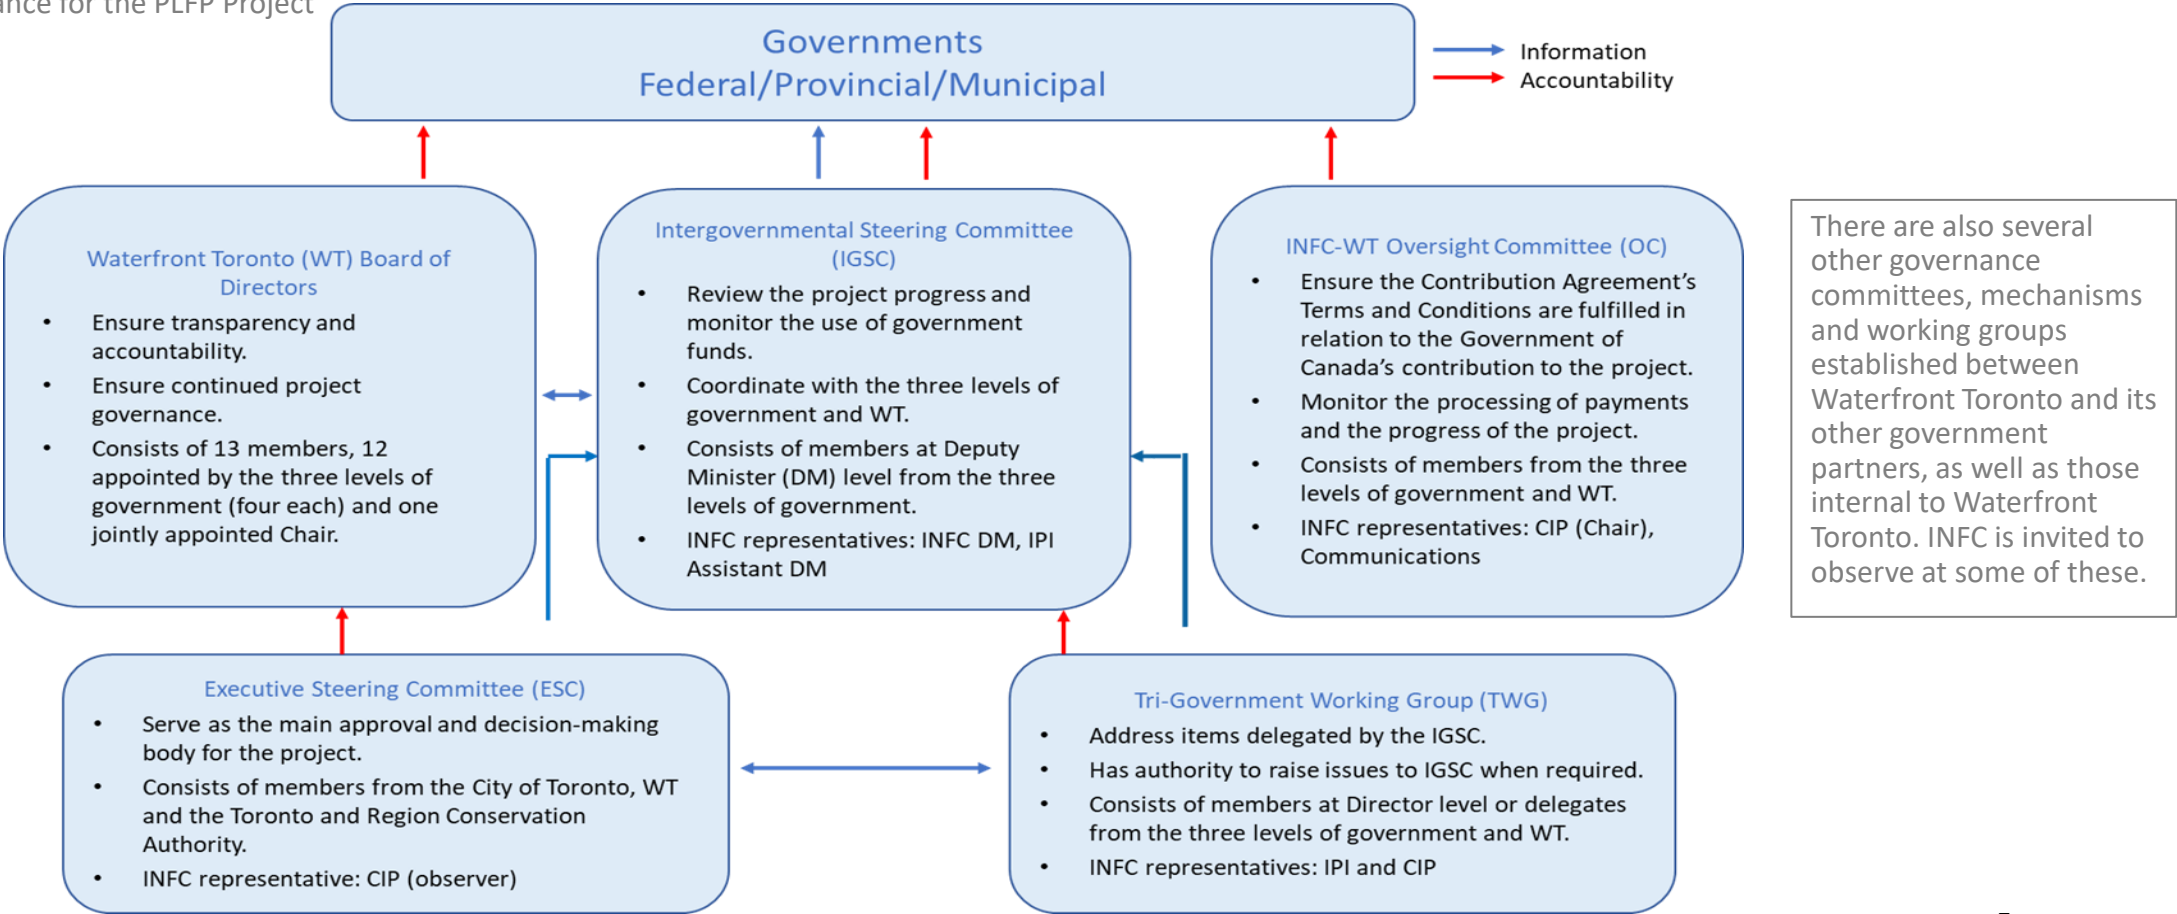 for the PLFP Project
Governments
Federal/Provincial/Municipal
Information
Accountability
Waterfront Toronto (WT) Board of
Directors
• Ensure transparency and
accountability.
• Ensure continued project
governance.
• Consists of 13 members, 12
appointed by the three levels of
government (four each) and one
jointly appointed Chair.
Intergovernmental Steering Committee
(IGSC)
• Review the project progress and
monitor the use of government
funds.
• Coordinate with the three levels of
government and WT.
• Consists of members at Deputy
Minister (DM) level from the three
levels of government.
• INFC representatives: INFC DM, IPI
Assistant DM
INFC-WT Oversight Committee (OC)
• Ensure the Contribution Agreement’s
Terms and Conditions are fulfilled in
relation to the Government of
Canada’s contribution to the project.
• Monitor the processing of payments
and the progress of the project.
• Consists of members from the three
levels of government and WT.
• INFC representatives: CIP (Chair),
Communications
There are also several
other governance
committees, mechanisms
and working groups
established between
Waterfront Toronto and its
other government
partners, as well as those
internal to Waterfront
Toronto. INFC is invited to
observe at some of these.
Executive Steering Committee (ESC)
• Serve as the main approval and decision-making
body for the project.
• Consists of members from the City of Toronto, WT
and the Toronto and Region Conservation
Authority.
• INFC representative: CIP (observer)
Tri-Government Working Group (TWG)
• Address items delegated by the IGSC.
• Has authority to raise issues to IGSC when required.
• Consists of members at Director level or delegates
from the three levels of government and WT.
• INFC representatives: IPI and CIP